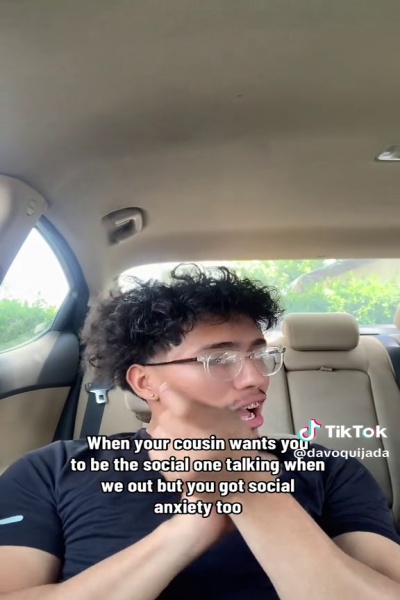 TikTok
@davoquijada
When your cousin wants you
to be the social one talking when
we out but you got social
anxiety too